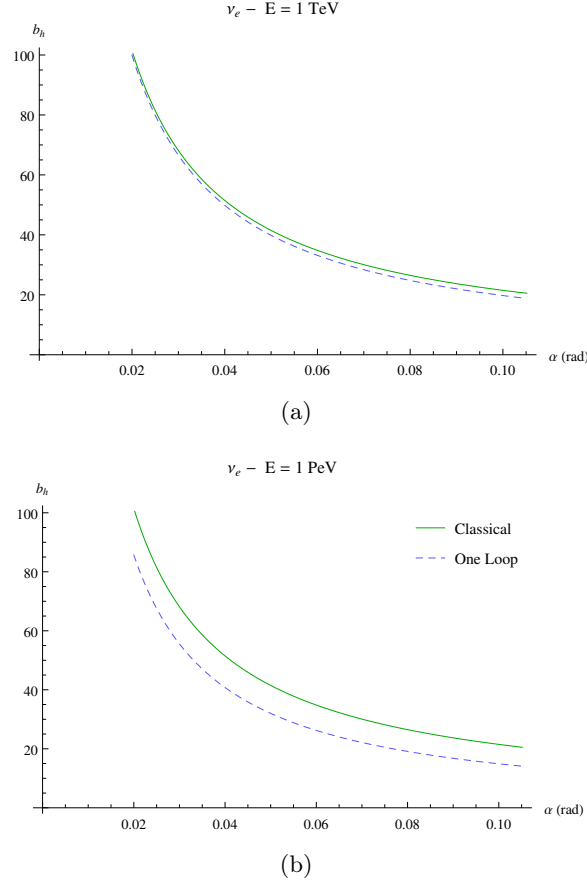 ν_e − E = 1 TeV
b_h
100
80
60
40
20
0.02 0.04 0.06 0.08 0.10
α (rad)
(a)
ν_e − E = 1 PeV
b_h
100
80
60
40
20
0.02 0.04 0.06 0.08 0.10
α (rad)
Classical
One Loop
(b)